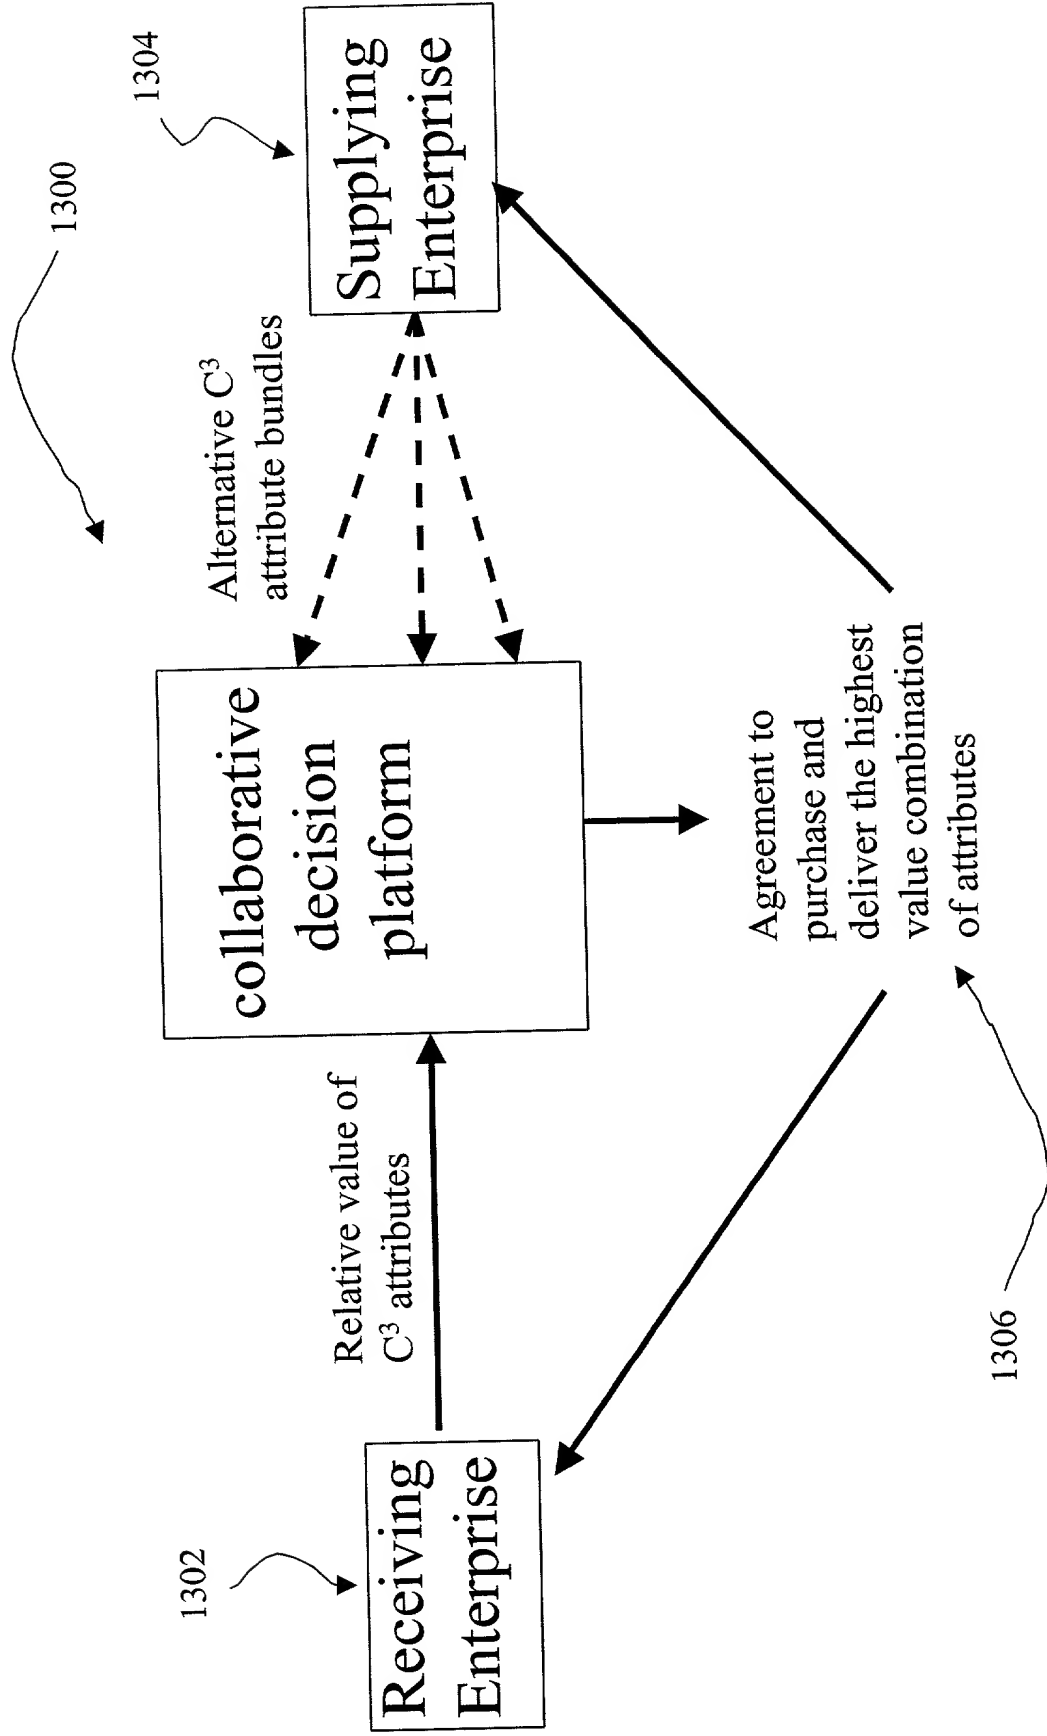 1300
1302
1304
Receiving
Enterprise
Relative value of
C³ attributes
collaborative
decision
platform
Alternative C³
attribute bundles
Supplying
Enterprise
Agreement to
purchase and
deliver the highest
value combination
of attributes
1306